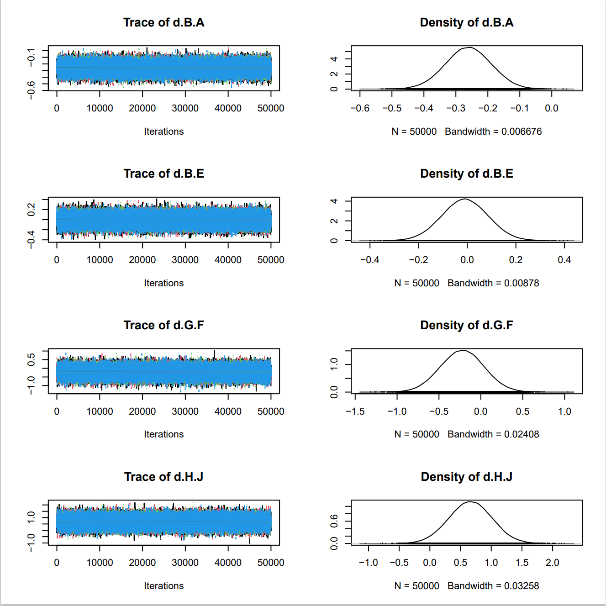 Trace of d.B.A
Density of d.B.A
−0.6 −0.1
0 10000 20000 30000 40000 50000
Iterations
0 2 4
−0.6 −0.5 −0.4 −0.3 −0.2 −0.1 0.0
N = 50000 Bandwidth = 0.006676
Trace of d.B.E
Density of d.B.E
−0.4 0.2
0 10000 20000 30000 40000 50000
Iterations
0 1 2 4
−0.4 −0.2 0.0 0.2 0.4
N = 50000 Bandwidth = 0.00878
Trace of d.G.F
Density of d.G.F
−1.0 0.5
0 10000 20000 30000 40000 50000
Iterations
0.0 1.0
−1.5 −1.0 −0.5 0.0 0.5 1.0
N = 50000 Bandwidth = 0.02408
Trace of d.H.J
Density of d.H.J
−1.0 1.0
0 10000 20000 30000 40000 50000
Iterations
0.0 0.6
−1.0 −0.5 0.0 0.5 1.0 1.5 2.0
N = 50000 Bandwidth = 0.03258